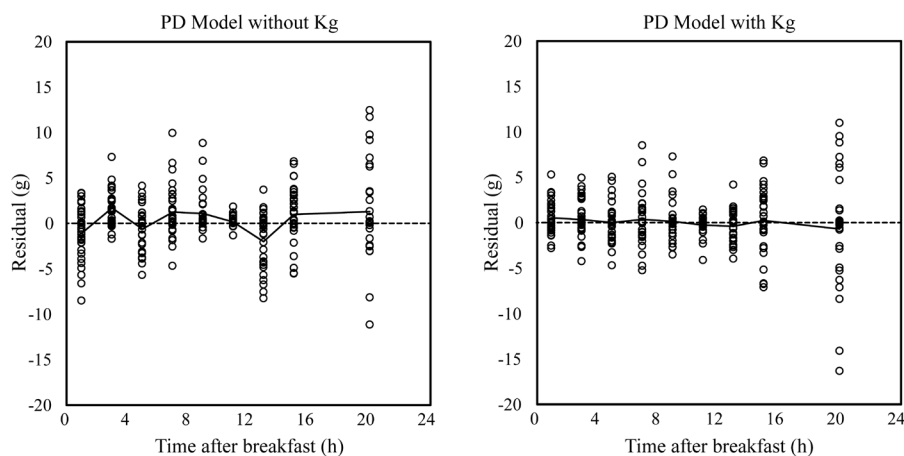 PD Model without Kg
20
15
10
5
0
-5
-10
-15
-20
Residual (g)
0 4 8 12 16 20 24
Time after breakfast (h)
PD Model with Kg
20
15
10
5
0
-5
-10
-15
-20
Residual (g)
0 4 8 12 16 20 24
Time after breakfast (h)